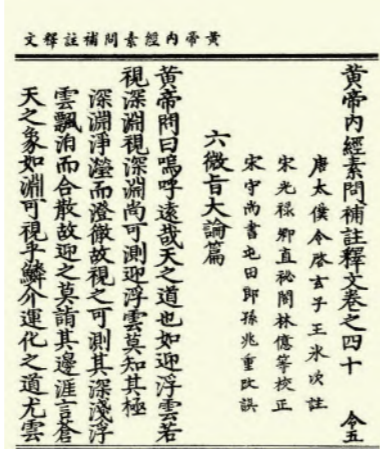 黃帝內經素問補註釋文
黃帝內經素問補註釋文卷之四十 令五
唐太僕令啓玄子王氷次註
宋光祿卿直祕閣林億等校正
宋守尚書屯田郎孫兆重改誤
六微旨大論篇
黃帝問曰嗚呼遠哉天之道也如迎浮雲若
視深淵視深淵尚可測迎浮雲莫知其極
深淵淨瀅而澄徹故視之可測其深淺浮
雲飄泊而合散故迎之莫詣其邊涯言蒼
天之象如淵可視乎鱗介運化之道尤雲